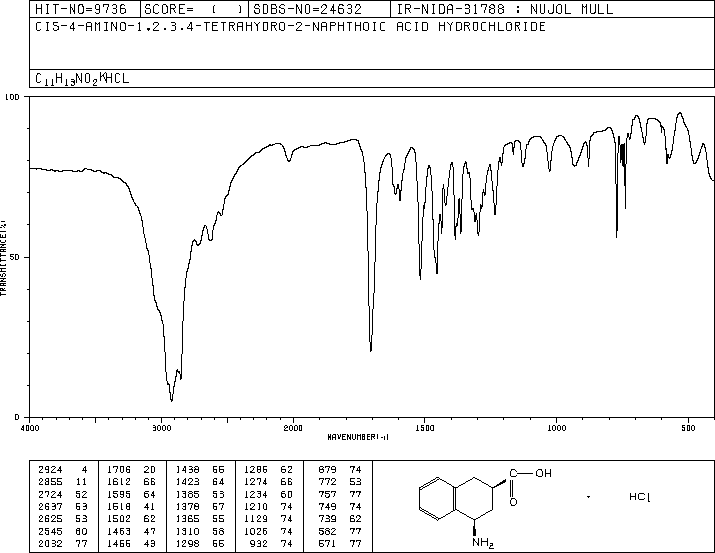 HIT-NO=9736 SCORE= ( ) SDBS-NO=24632 IR-NIDA-31788 : NUJOL MULL
CIS-4-AMINO-1,2,3,4-TETRAHYDRO-2-NAPHTHOIC ACID HYDROCHLORIDE
C11H13NO2 HCL
100
50
0
TRANSMITTANCE(%)
4000 3000 2000 1500 1000 500
WAVENUMBER(-1)
2924 4 1706 20 1438 55 1286 62 879 74
2855 11 1612 66 1423 64 1274 66 772 53
2724 52 1595 64 1385 53 1234 60 757 77
2637 53 1518 41 1378 57 1210 74 749 74
2625 53 1502 62 1365 55 1129 74 739 62
2545 60 1463 47 1310 58 1026 74 582 77
2032 77 1456 43 1298 55 932 74 571 77
C—OH
O
NH2
HCl